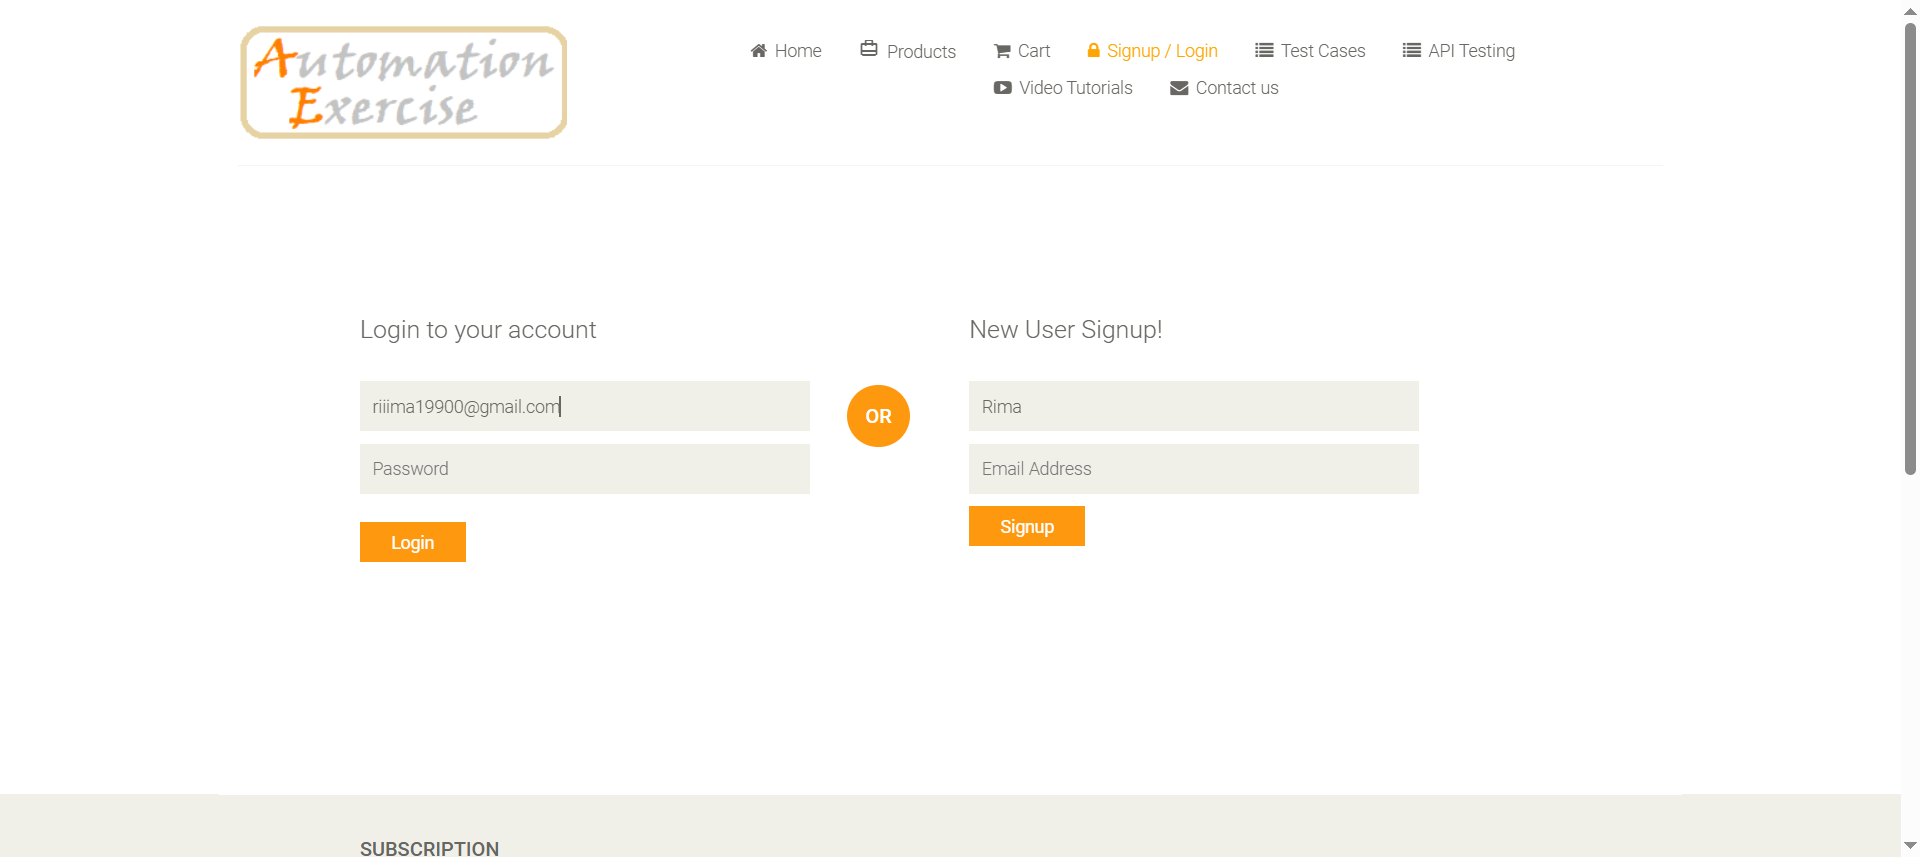 Automation
Exercise
Home
Products
Cart
Signup / Login
Test Cases
API Testing
Video Tutorials
Contact us
Login to your account
riiima19900@gmail.com
Password
Login
OR
New User Signup!
Rima
Email Address
Signup
SUBSCRIPTION